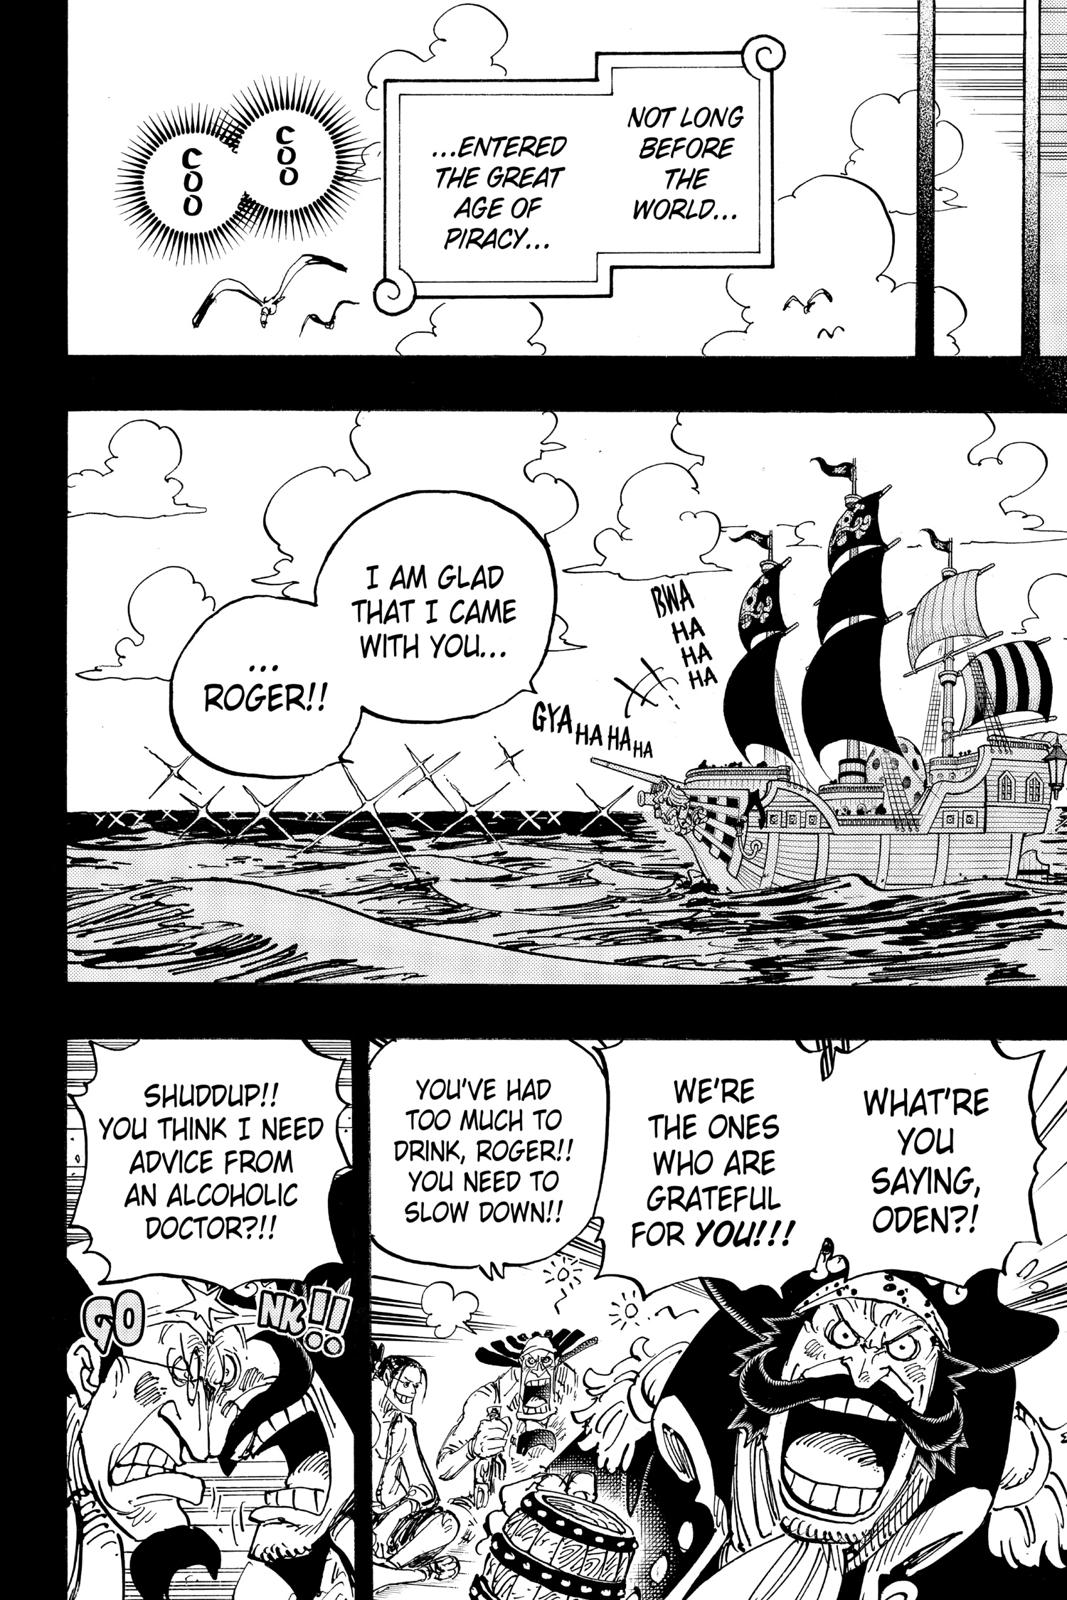 NOT LONG
BEFORE
THE
WORLD...
...ENTERED
THE GREAT
AGE OF
PIRACY...
COO
COO
I AM GLAD
THAT I CAME
WITH YOU...
...
ROGER!!
BWA
HA
HA
HA
GYA HA HA HA
WHAT'RE
YOU
SAYING,
ODEN?!
WE'RE
THE ONES
WHO ARE
GRATEFUL
FOR YOU!!!
YOU'VE HAD
TOO MUCH TO
DRINK, ROGER!!
YOU NEED TO
SLOW DOWN!!
SHUDDUP!!
YOU THINK I NEED
ADVICE FROM
AN ALCOHOLIC
DOCTOR?!!
GO
NK!!